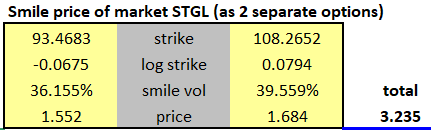 Smile price of market STGL (as 2 separate options)
93.4683 strike 108.2652
-0.0675 log strike 0.0794
36.155% smile vol 39.559% total
1.552 price 1.684 3.235